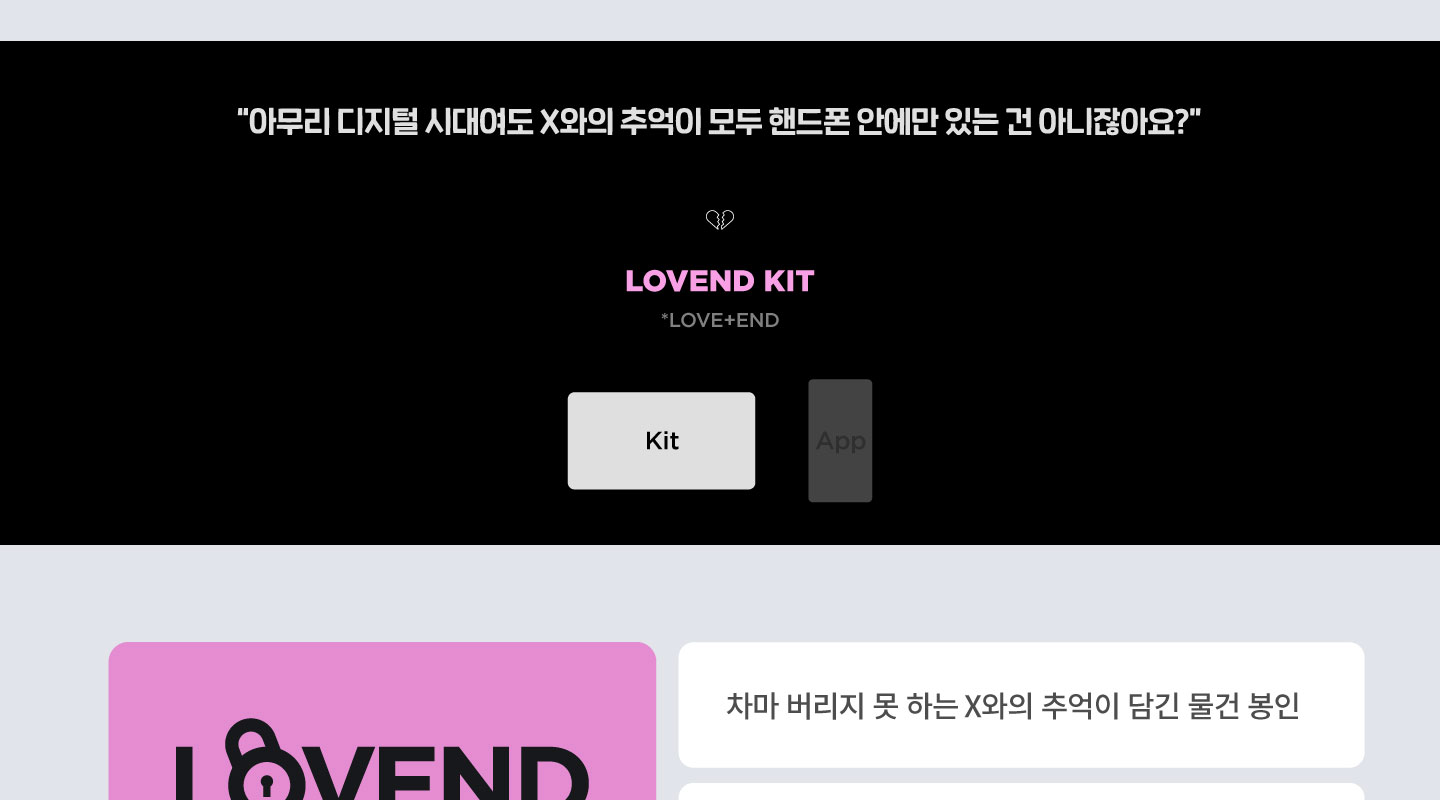 "아무리 디지털 시대여도 X와의 추억이 모두 핸드폰 안에만 있는 건 아니잖아요?"
LOVEND KIT
*LOVE+END
Kit
App
LOVEND
차마 버리지 못 하는 X와의 추억이 담긴 물건 봉인